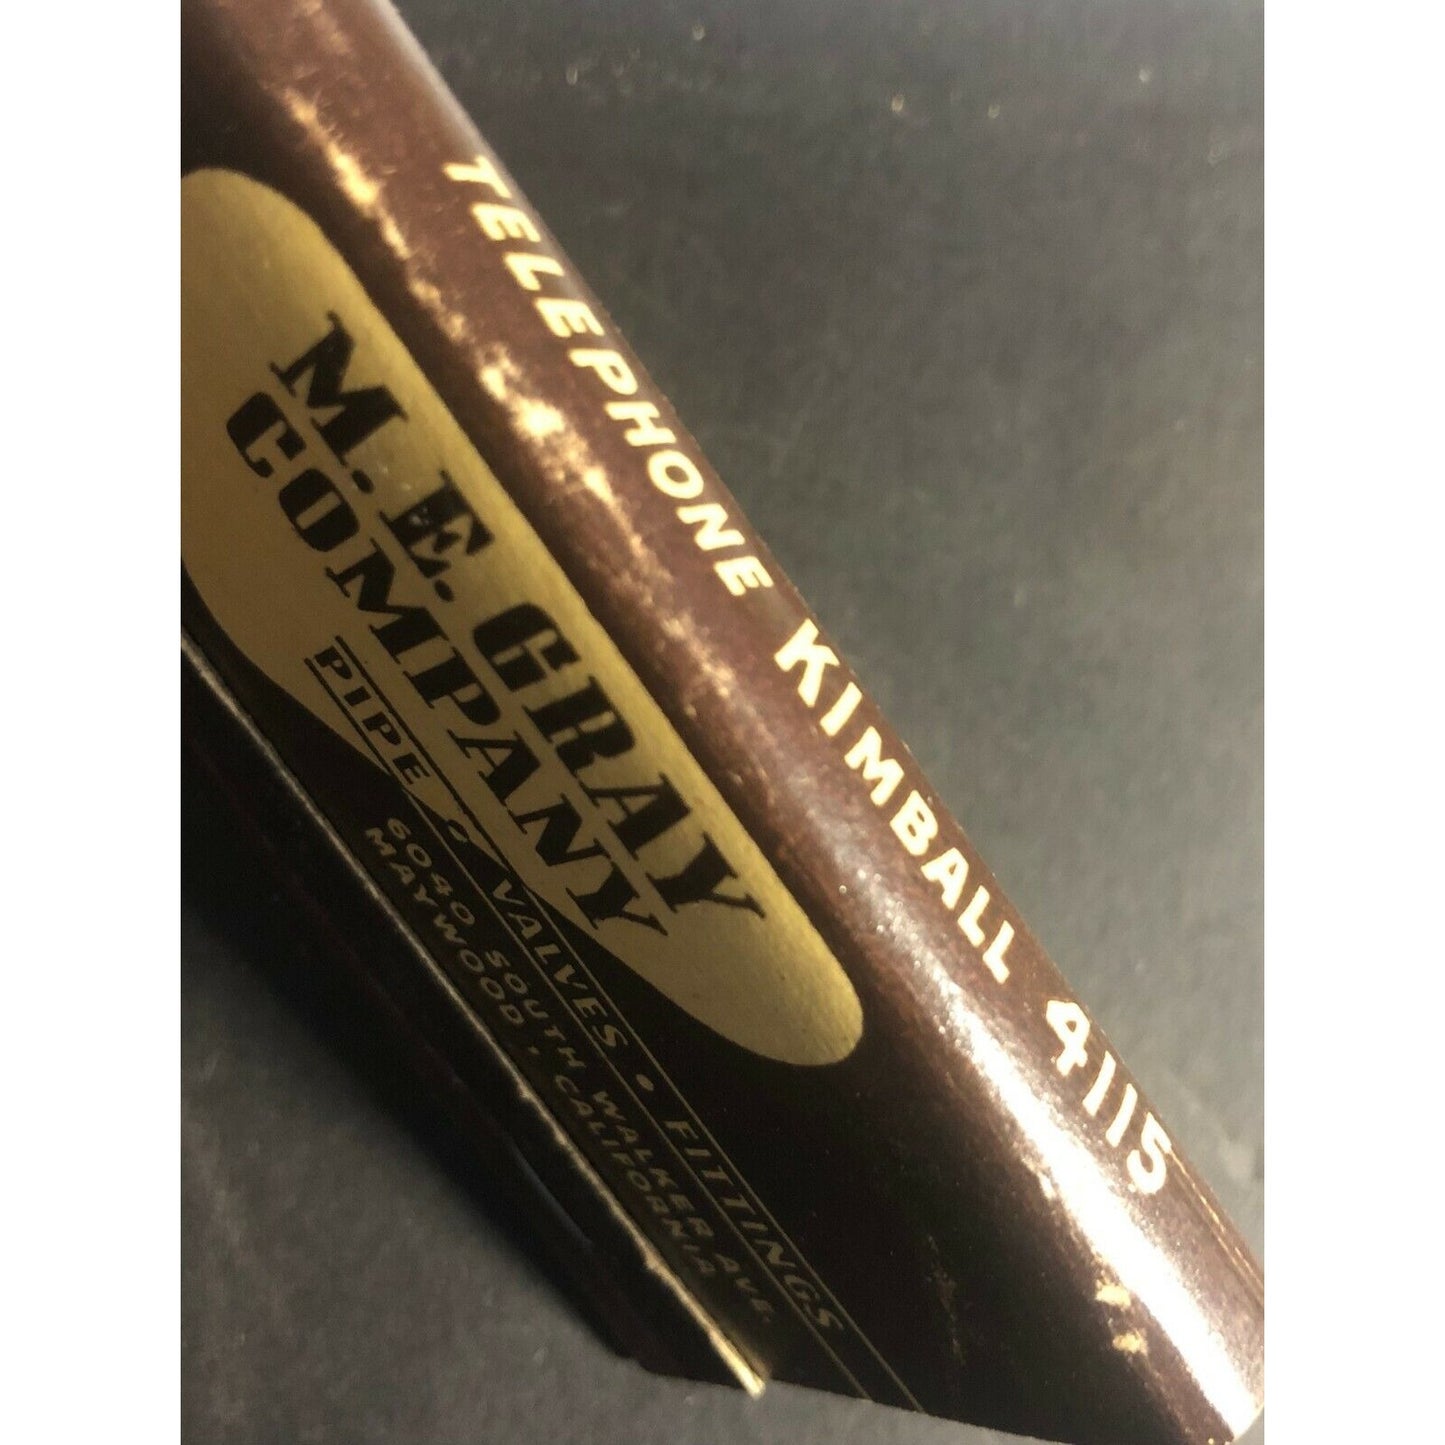 TELEPHONE KIMBALL 4115
M. E. GRAY
COMPANY
PIPE • VALVES • FITTINGS
6040 SOUTH WALKER AVE.
MAYWOOD, CALIFORNIA